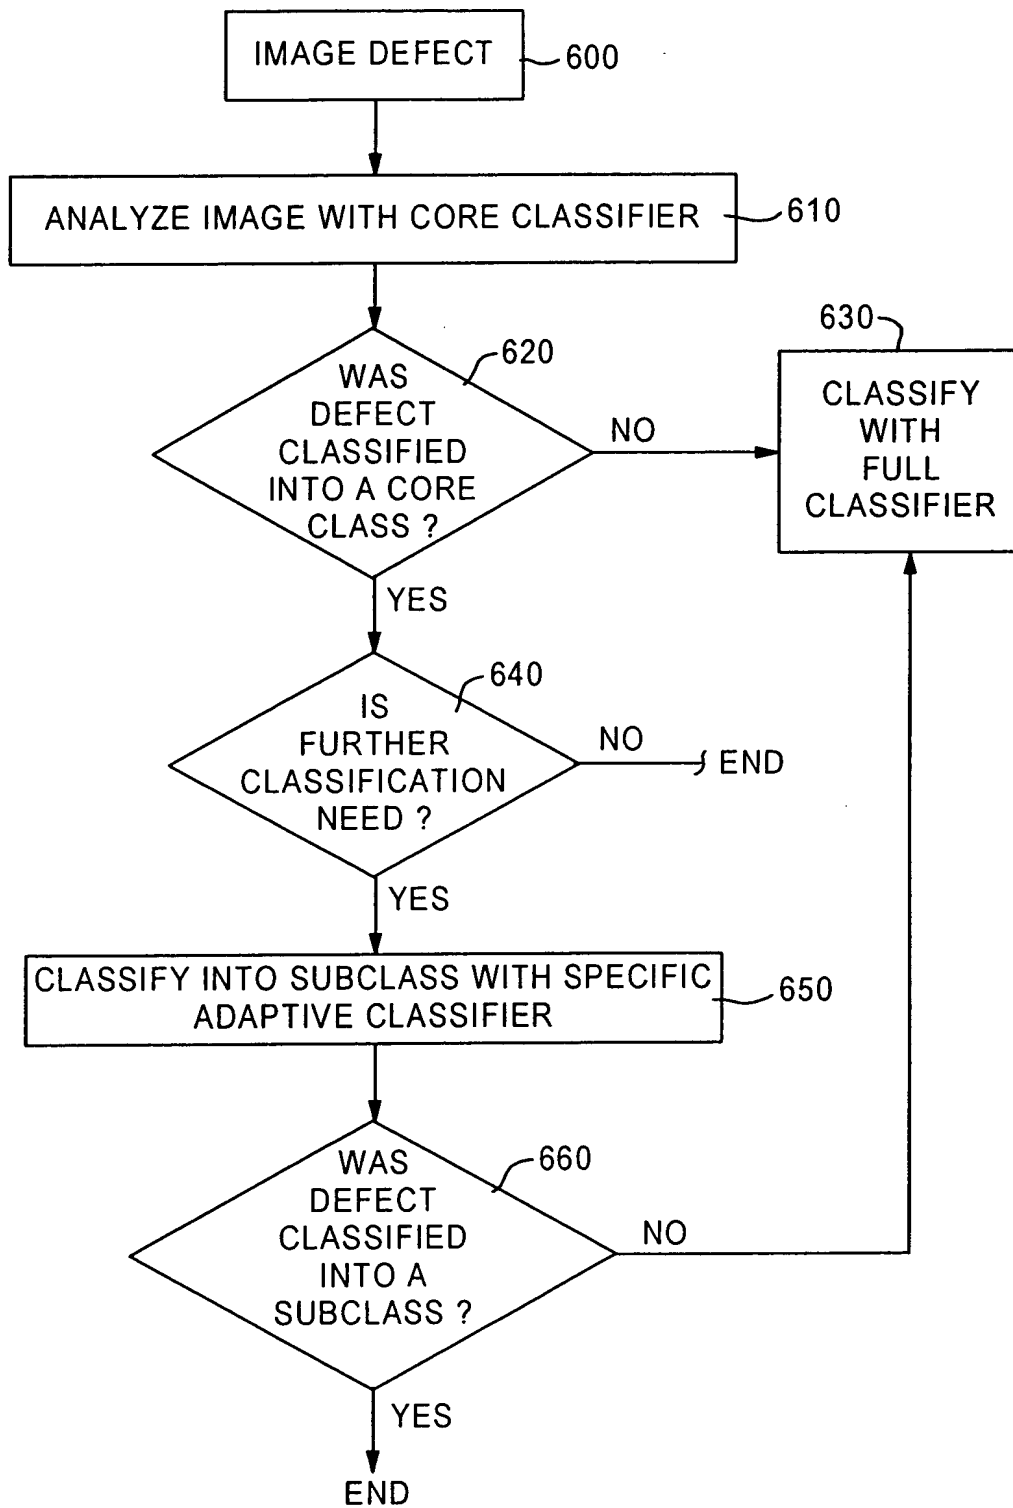 IMAGE DEFECT
600
ANALYZE IMAGE WITH CORE CLASSIFIER
610
WAS
DEFECT
CLASSIFIED
INTO A CORE
CLASS ?
620
NO
630
CLASSIFY
WITH
FULL
CLASSIFIER
YES
IS
FURTHER
CLASSIFICATION
NEED ?
640
NO
END
YES
CLASSIFY INTO SUBCLASS WITH SPECIFIC
ADAPTIVE CLASSIFIER
650
WAS
DEFECT
CLASSIFIED
INTO A
SUBCLASS ?
660
NO
YES
END